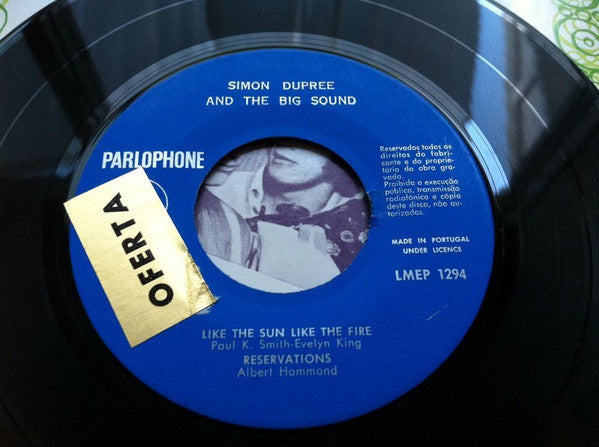 SIMON DUPREE
AND THE BIG SOUND
PARLOPHONE
Reservados todos os
direitos do fabri-
cante e do proprie-
tário da obra gra-
vada.
Proibida a execução
pública, transmissão
radiofónica e cópia
deste disco, não au-
torizadas.
OFERTA
MADE IN PORTUGAL
UNDER LICENCE
LMEP 1294
LIKE THE SUN LIKE THE FIRE
Paul K. Smith-Evelyn King
RESERVATIONS
Albert Hammond